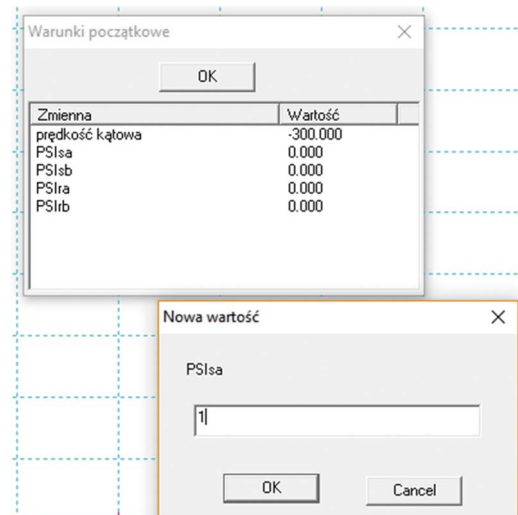 Warunki początkowe
OK
Zmienna Wartość
prędkość kątowa -300.000
PSIsa 0.000
PSIsb 0.000
PSIra 0.000
PSIrb 0.000
Nowa wartość
PSIsa
1
OK Cancel